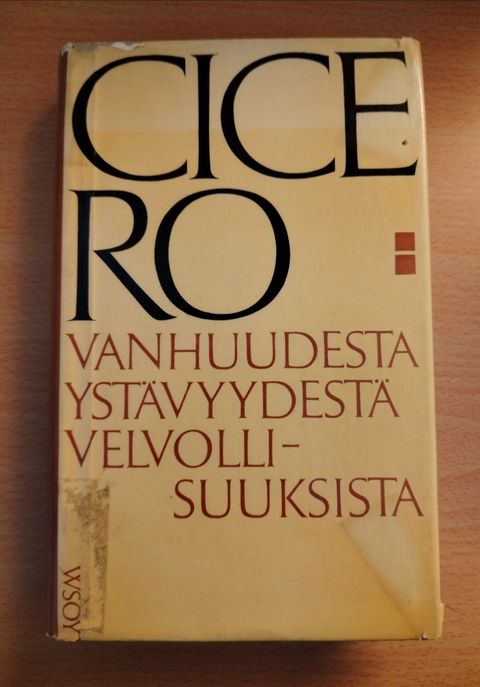 CICE
RO:
VANHUUDESTA
YSTÄVYYDESTÄ
VELVOLLI-
SUUKSISTA
WSOY